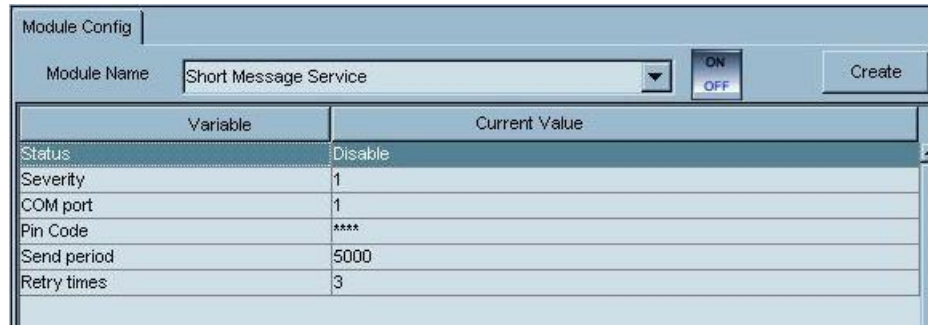 Module Config
Module Name Short Message Service ON OFF Create
Variable Current Value
Status Disable
Severity 1
COM port 1
Pin Code ****
Send period 5000
Retry times 3